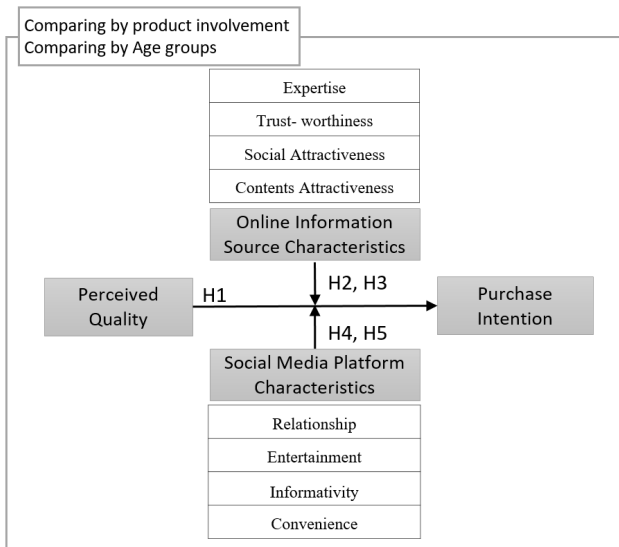 Comparing by product involvement
Comparing by Age groups
Expertise
Trust- worthiness
Social Attractiveness
Contents Attractiveness
Online Information
Source Characteristics
H2, H3
Perceived
Quality
H1
Purchase
Intention
H4, H5
Social Media Platform
Characteristics
Relationship
Entertainment
Informativity
Convenience